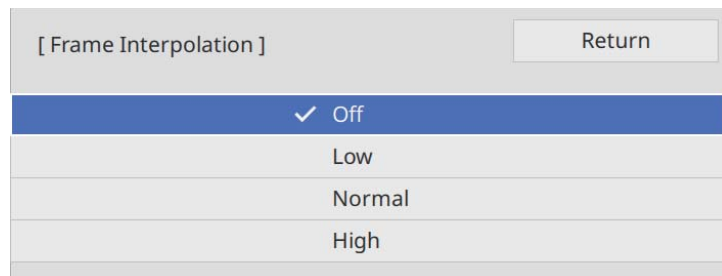 [ Frame Interpolation ]
Return
Off
Low
Normal
High